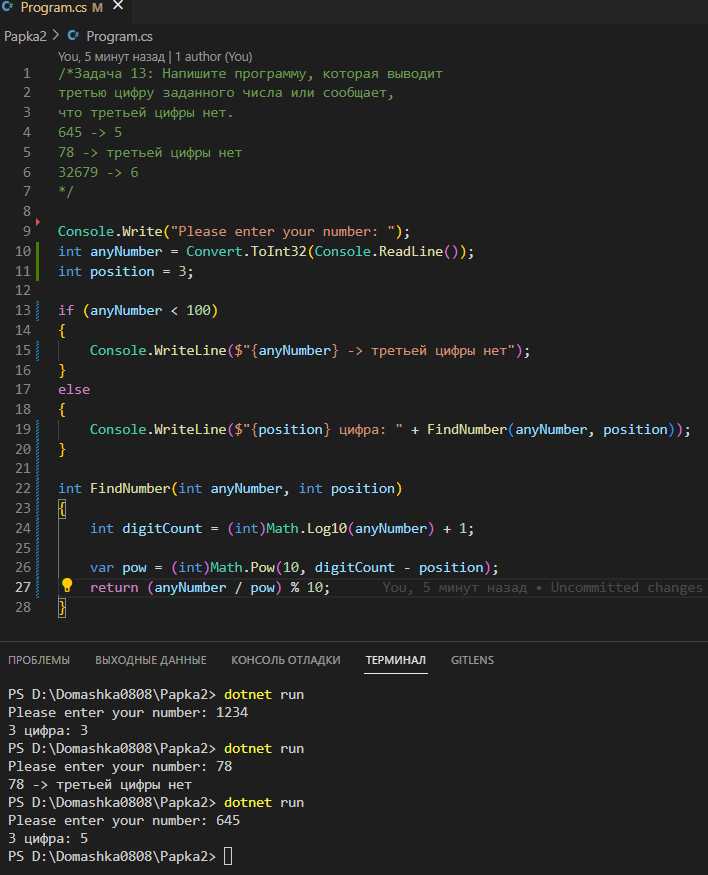 Program.cs M ×
Papka2 > Program.cs
You, 5 минут назад | 1 author (You)
1 /*Задача 13: Напишите программу, которая выводит
2 третью цифру заданного числа или сообщает,
3 что третьей цифры нет.
4 645 -> 5
5 78 -> третьей цифры нет
6 32679 -> 6
7 */
8
9 Console.Write("Please enter your number: ");
10 int anyNumber = Convert.ToInt32(Console.ReadLine());
11 int position = 3;
12
13 if (anyNumber < 100)
14 {
15     Console.WriteLine($"{anyNumber} -> третьей цифры нет");
16 }
17 else
18 {
19     Console.WriteLine($"{position} цифра: " + FindNumber(anyNumber, position));
20 }
21
22 int FindNumber(int anyNumber, int position)
23 {
24     int digitCount = (int)Math.Log10(anyNumber) + 1;
25
26     var pow = (int)Math.Pow(10, digitCount - position);
27     return (anyNumber / pow) % 10; You, 5 минут назад • Uncommitted changes
28 }
ПРОБЛЕМЫ ВЫХОДНЫЕ ДАННЫЕ КОНСОЛЬ ОТЛАДКИ ТЕРМИНАЛ GITLENS
PS D:\Domashka0808\Papka2> dotnet run
Please enter your number: 1234
3 цифра: 3
PS D:\Domashka0808\Papka2> dotnet run
Please enter your number: 78
78 -> третьей цифры нет
PS D:\Domashka0808\Papka2> dotnet run
Please enter your number: 645
3 цифра: 5
PS D:\Domashka0808\Papka2>